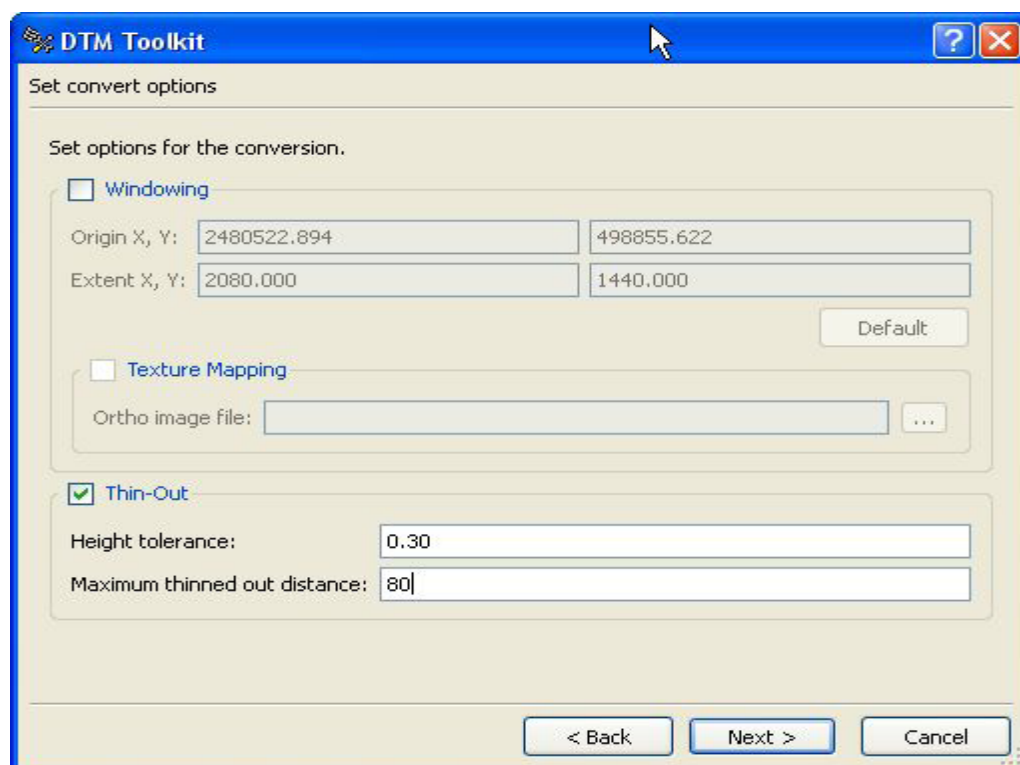 DTM Toolkit
Set convert options
Set options for the conversion.
Windowing
Origin X, Y: 2480522.894 498855.622
Extent X, Y: 2080.000 1440.000
Default
Texture Mapping
Ortho image file: ...
Thin-Out
Height tolerance: 0.30
Maximum thinned out distance: 80
< Back Next > Cancel